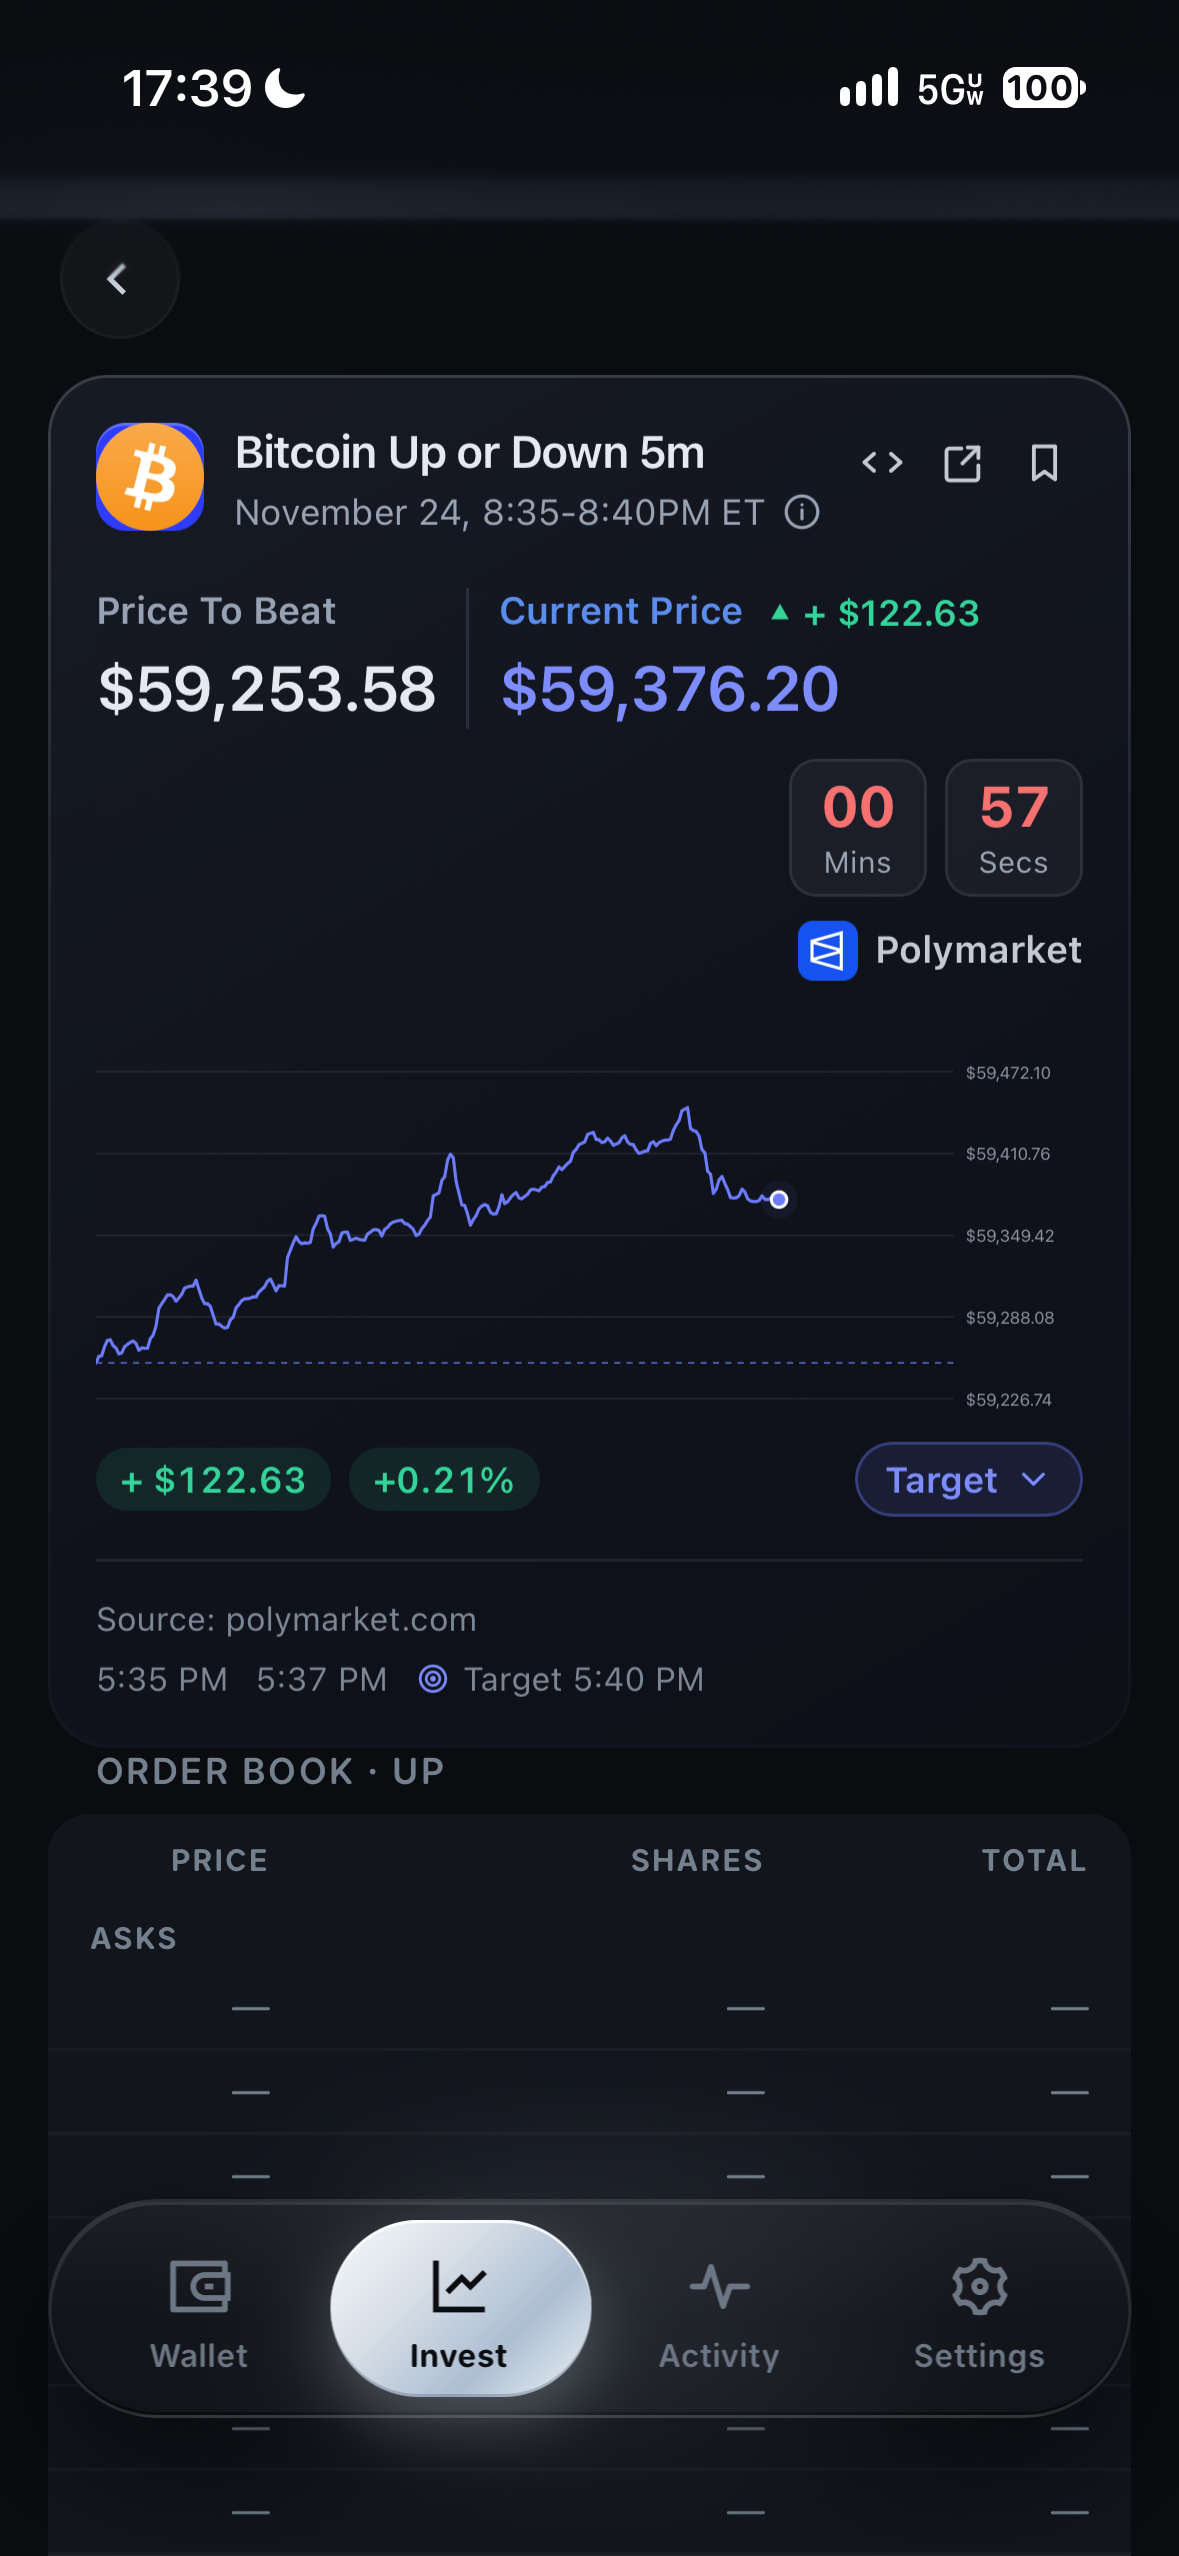 17:39
5G UW 100
Bitcoin Up or Down 5m
November 24, 8:35-8:40PM ET
Price To Beat
$59,253.58
Current Price ▲ + $122.63
$59,376.20
00 57
Mins Secs
Polymarket
$59,472.10
$59,410.76
$59,349.42
$59,288.08
$59,226.74
+ $122.63 +0.21% Target
Source: polymarket.com
5:35 PM 5:37 PM Target 5:40 PM
ORDER BOOK · UP
PRICE SHARES TOTAL
ASKS
— — —
— — —
— — —
Wallet Invest Activity Settings
— — —
— — —